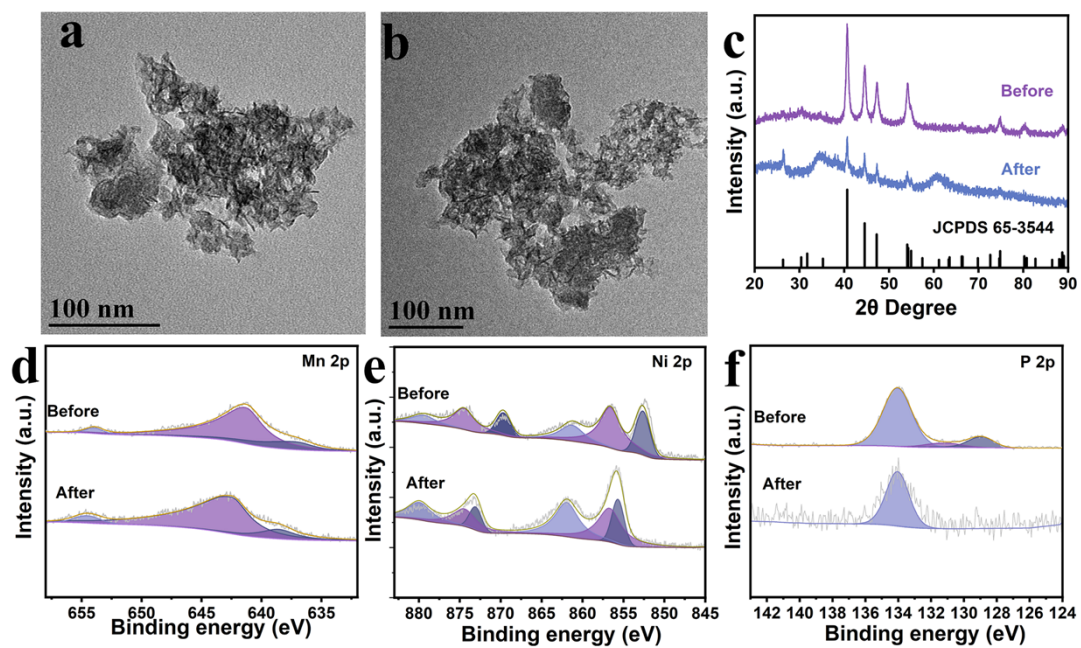 a
100 nm
b
100 nm
c
Intensity (a.u.)
Before
After
JCPDS 65-3544
20 30 40 50 60 70 80 90
2θ Degree
d
Intensity (a.u.)
Mn 2p
Before
After
655 650 645 640 635
Binding energy (eV)
e
Intensity (a.u.)
Ni 2p
Before
After
880 875 870 865 860 855 850 845
Binding energy (eV)
f
Intensity (a.u.)
P 2p
Before
After
142 140 138 136 134 132 130 128 126 124
Binding energy (eV)